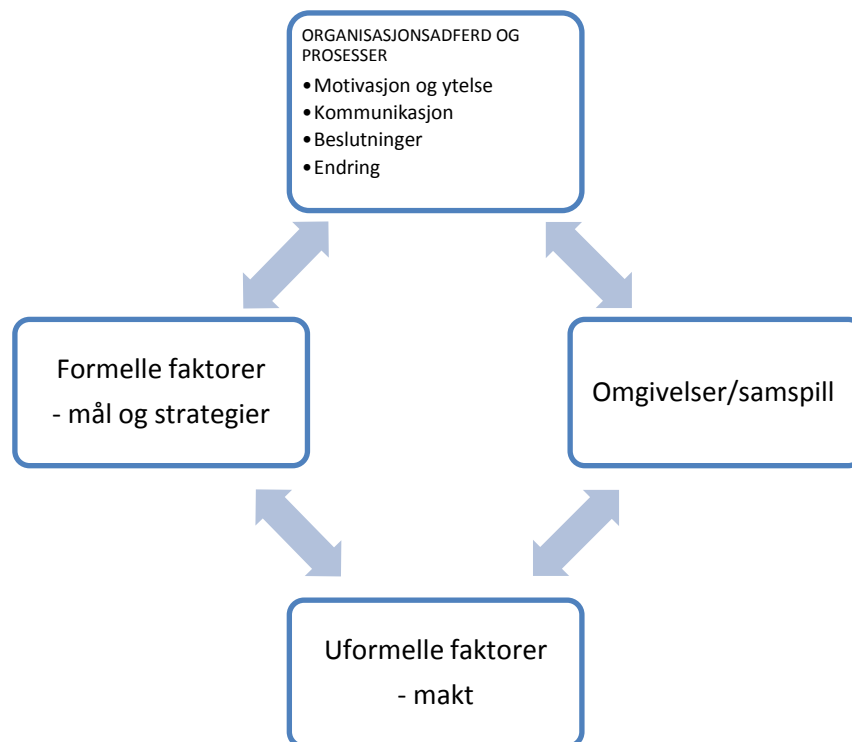 ORGANISASJONSADFERD OG
PROSESSER
•Motivasjon og ytelse
•Kommunikasjon
•Beslutninger
•Endring
Formelle faktorer
- mål og strategier
Omgivelser/samspill
Uformelle faktorer
- makt